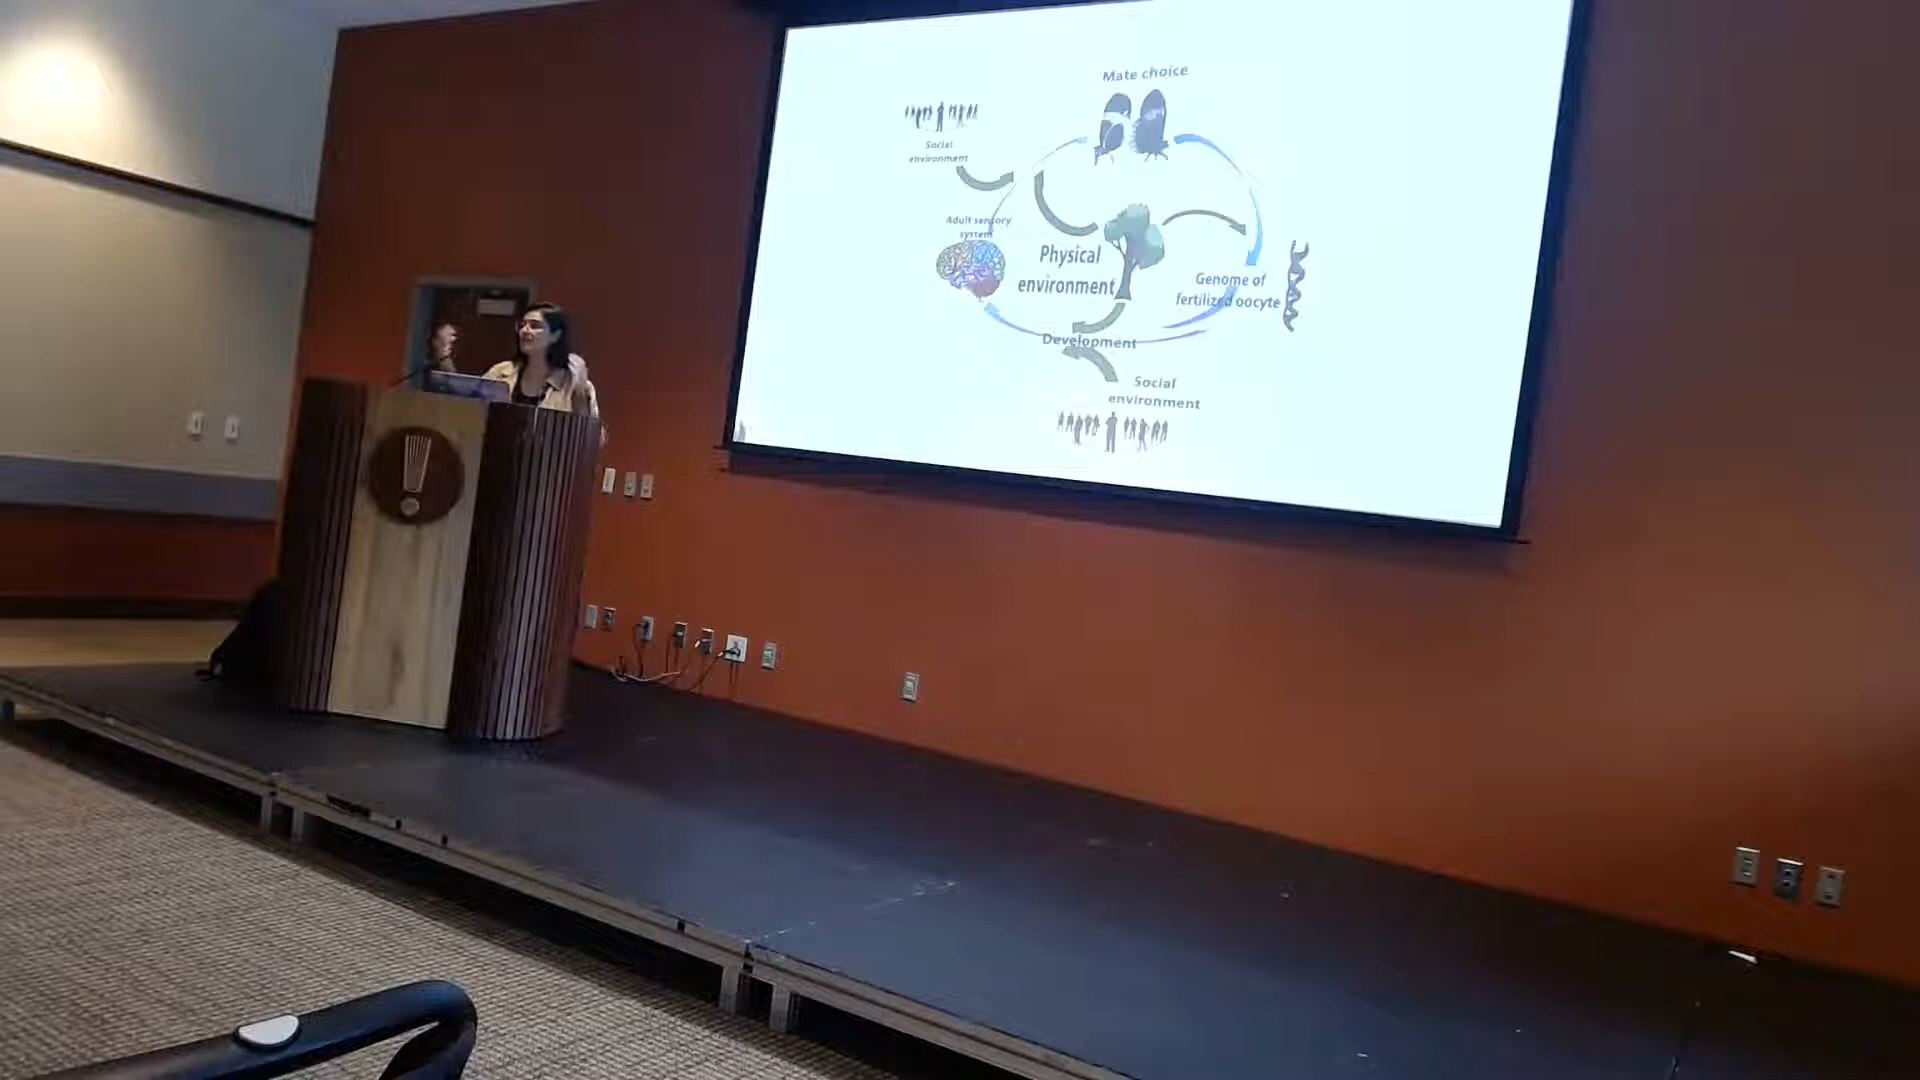 Mate choice
Social
environment
Adult sensory
system
Physical
environment
Genome of
fertilized oocyte
Development
Social
environment